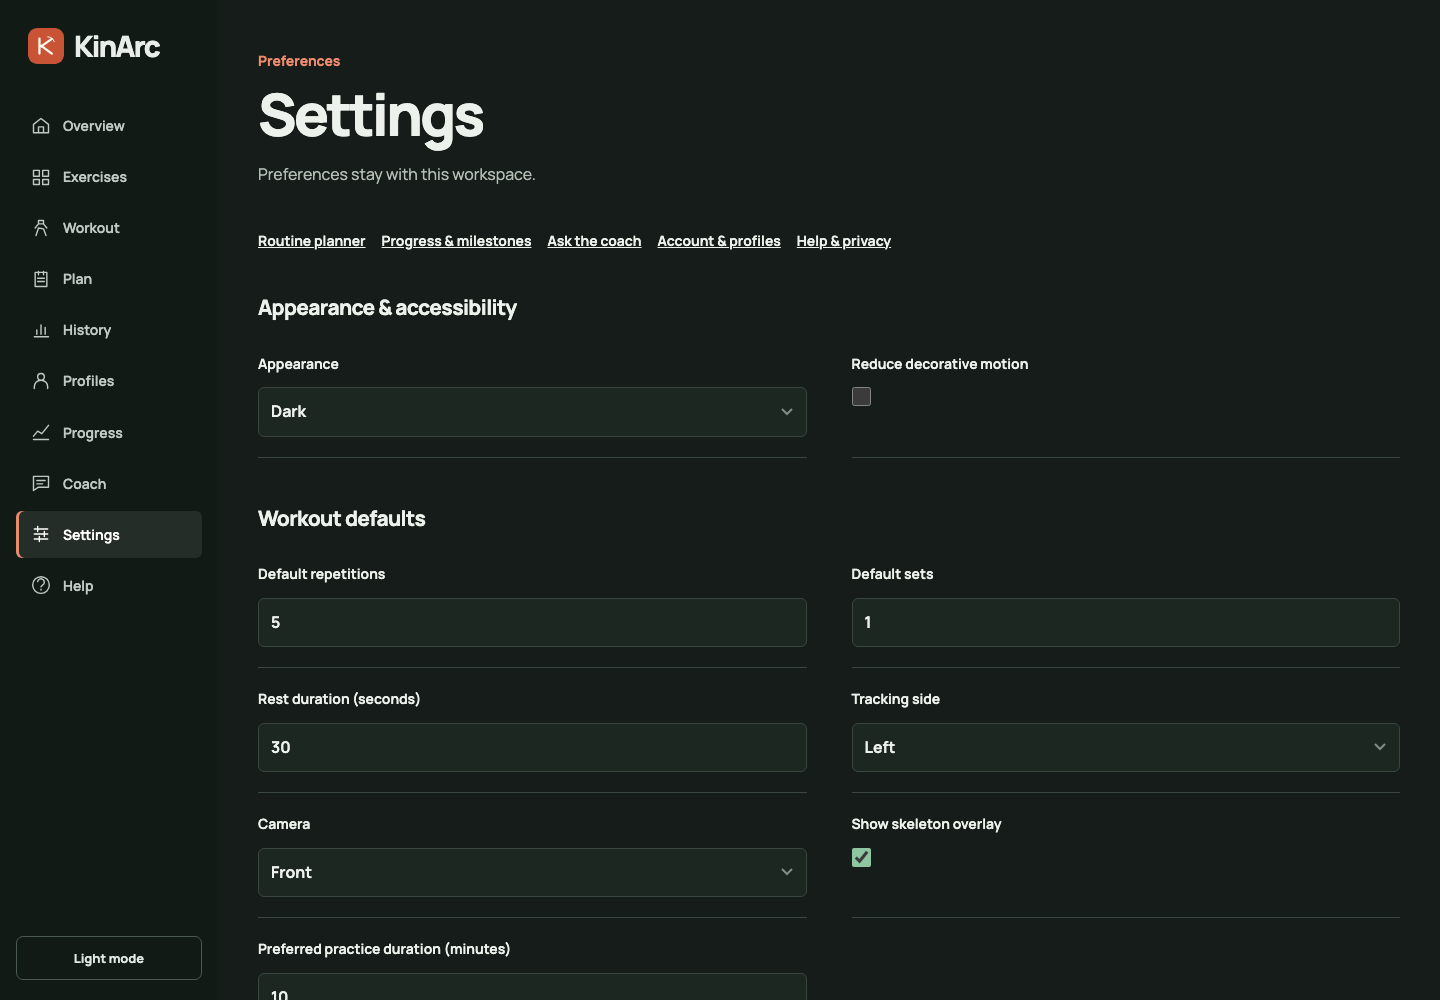 KinArc
Overview
Exercises
Workout
Plan
History
Profiles
Progress
Coach
Settings
Help
Light mode
Preferences
Settings
Preferences stay with this workspace.
Routine planner Progress & milestones Ask the coach Account & profiles Help & privacy
Appearance & accessibility
Appearance
Dark
Reduce decorative motion
Workout defaults
Default repetitions
5
Default sets
1
Rest duration (seconds)
30
Tracking side
Left
Camera
Front
Show skeleton overlay
Preferred practice duration (minutes)
10